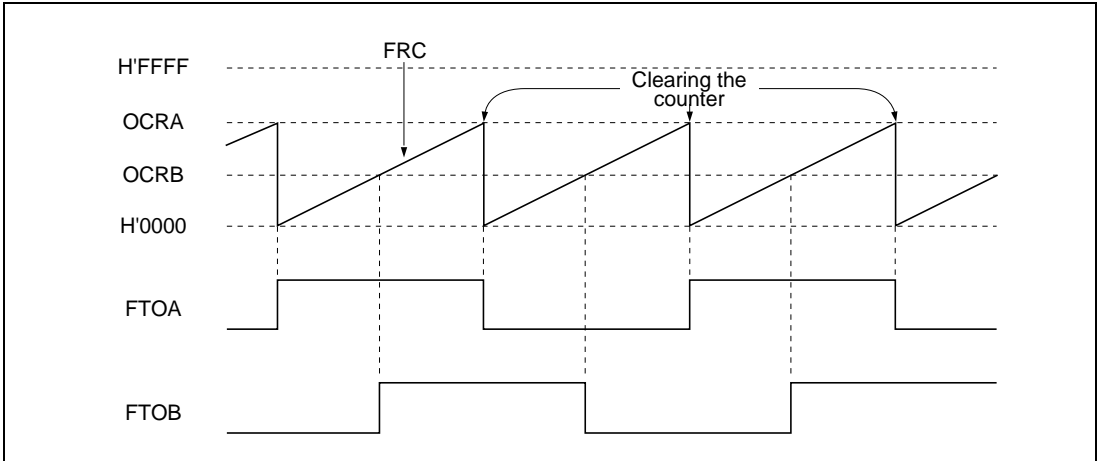 FRC
H'FFFF
Clearing the
counter
OCRA
OCRB
H'0000
FTOA
FTOB